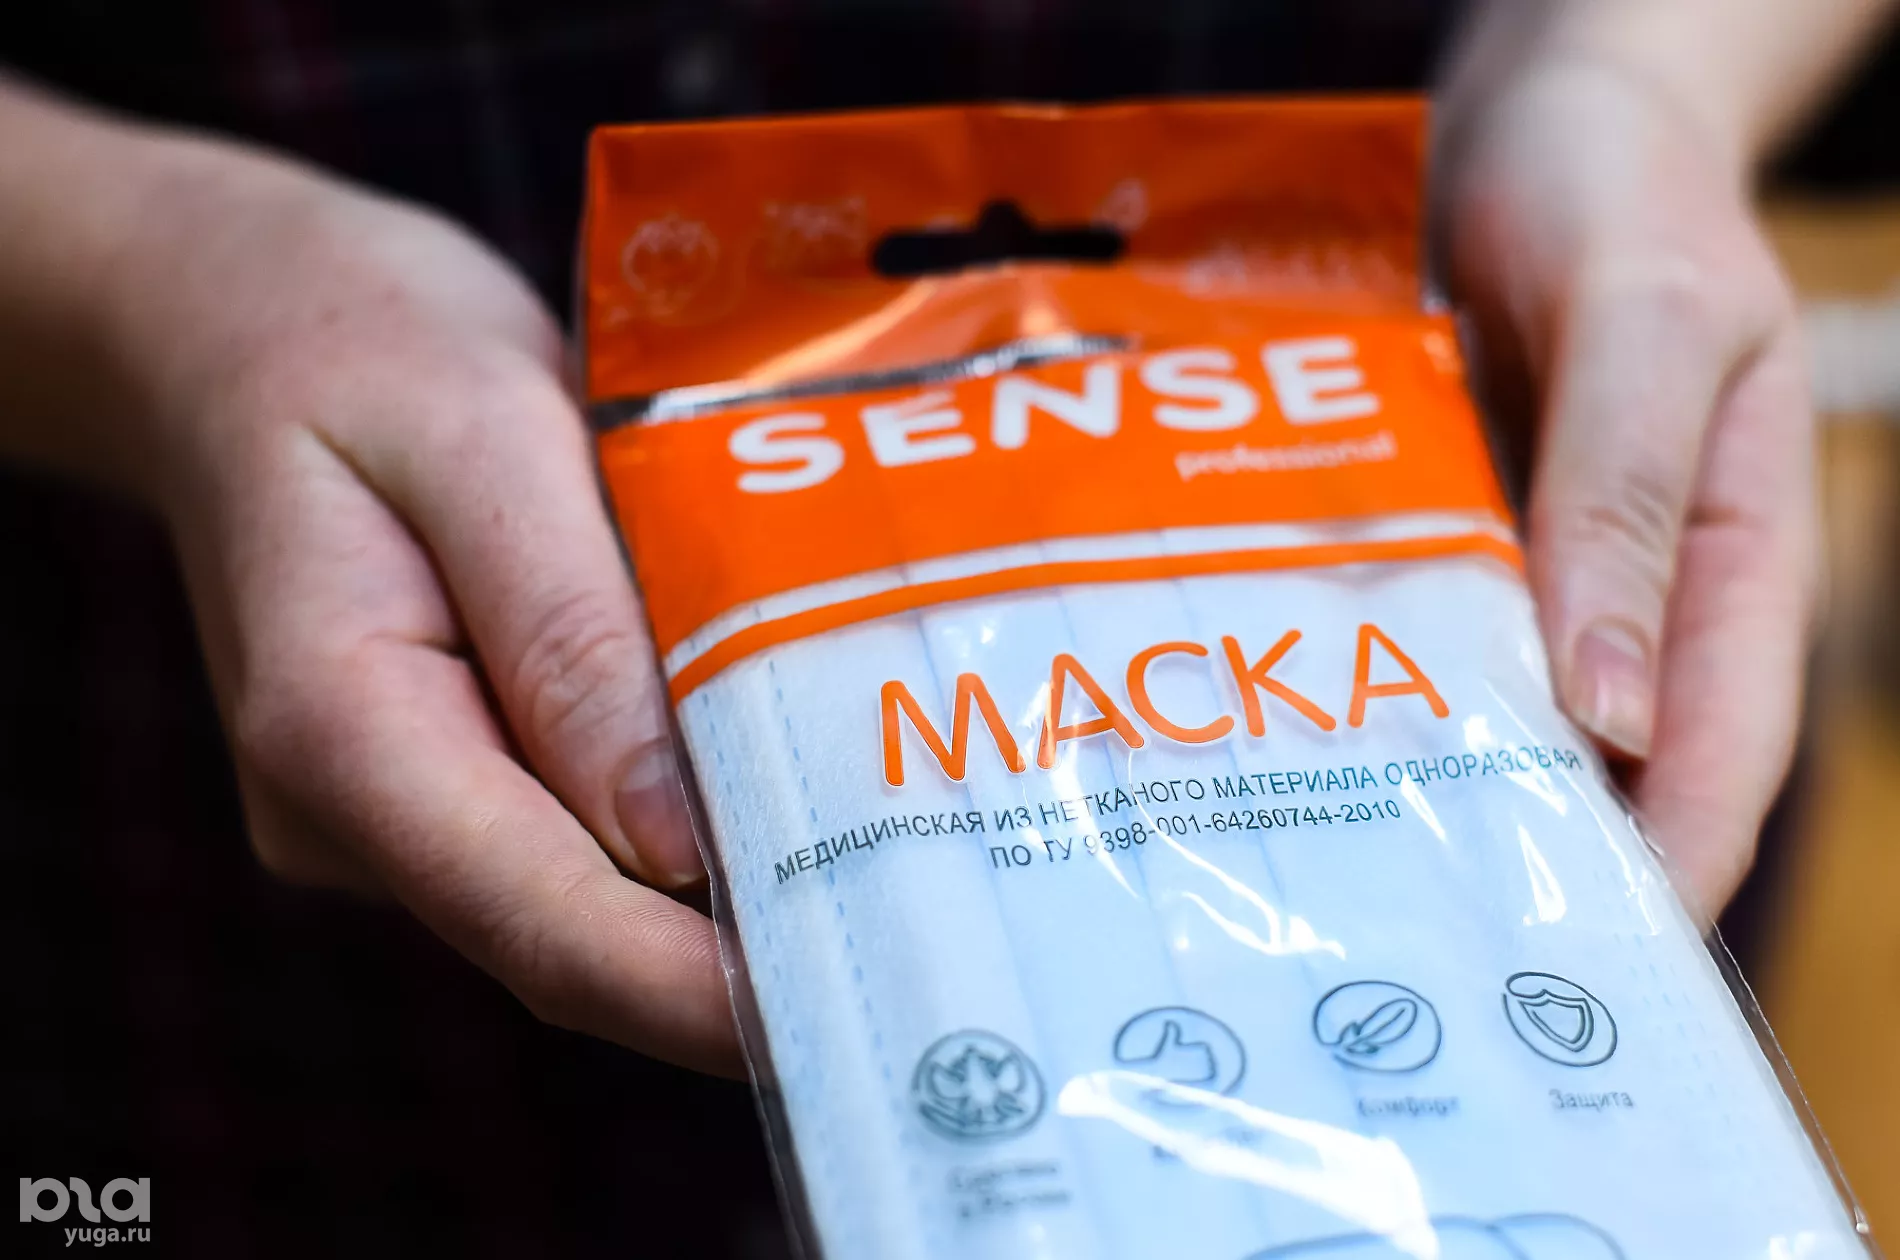 SENSE
professional
МАСКА
МЕДИЦИНСКАЯ ИЗ НЕТКАНОГО МАТЕРИАЛА ОДНОРАЗОВАЯ
ПО ТУ 9398-001-64260744-2010
Комфорт
Защита
yuga.ru